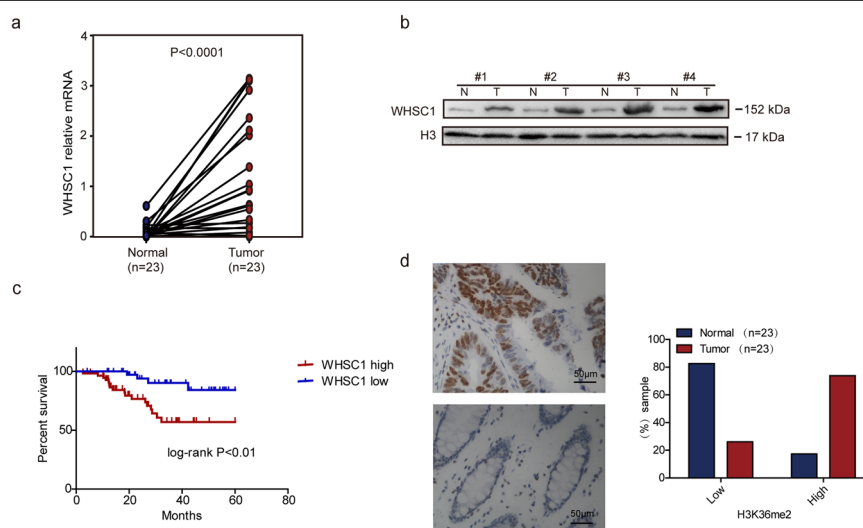 a
P<0.0001
WHSC1 relative mRNA
4
3
2
1
0
Normal
(n=23)
Tumor
(n=23)
b
#1 #2 #3 #4
N T N T N T N T
WHSC1 152 kDa
H3 17 kDa
c
Percent survival
100
50
0
0 20 40 60 80
Months
WHSC1 high
WHSC1 low
log-rank P<0.01
d
50μm
50μm
Normal （n=23）
Tumor （n=23）
（%）sample
100
80
60
40
20
0
Low High
H3K36me2